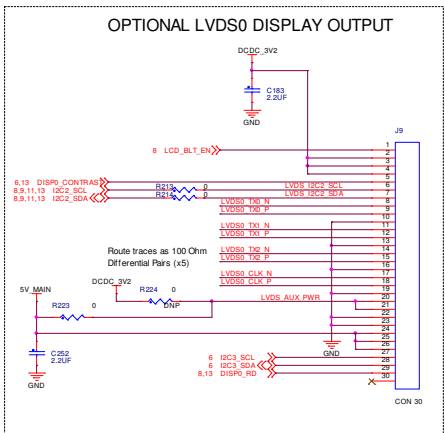 OPTIONAL LVDS0 DISPLAY OUTPUT
DCDC_3V2
C183
2.2UF
GND
J9
8 LCD_BLT_EN
6,13 DISP0_CONTRAST
8,9,11,13 I2C2_SCL
8,9,11,13 I2C2_SDA
R213 0
R214 0
LVDS_I2C2_SCL
LVDS_I2C2_SDA
LVDS0_TX0_N
LVDS0_TX0_P
LVDS0_TX1_N
LVDS0_TX1_P
LVDS0_TX2_N
LVDS0_TX2_P
LVDS0_CLK_N
LVDS0_CLK_P
Route traces as 100 Ohm
Differential Pairs (x5)
5V_MAIN
DCDC_3V2
R224 0
DNP
R223 0
LVDS_AUX_PWR
C252
2.2UF
GND
GND
6 I2C3_SCL
6 I2C3_SDA
8,13 DISP0_RD
1
2
3
4
5
6
7
8
9
10
11
12
13
14
15
16
17
18
19
20
21
22
23
24
25
26
27
28
29
30
CON 30